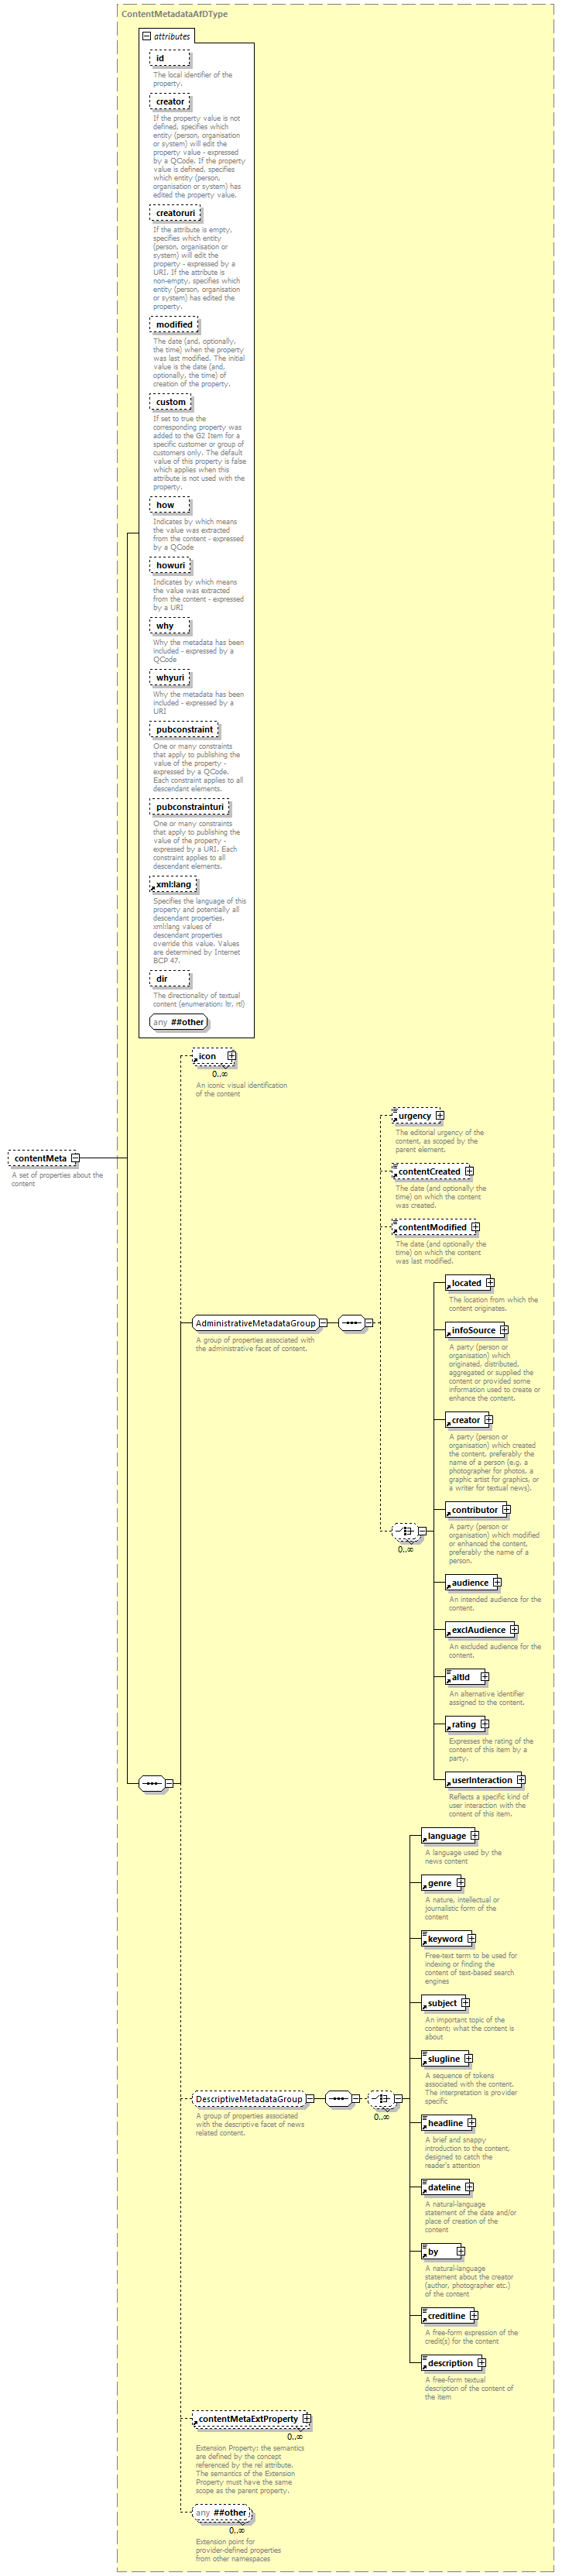 ContentMetadataAfDType
attributes
id
The local identifier of the
property.
creator
If the property value is not
defined, specifies which
entity (person, organisation
or system) will edit the
property value - expressed
by a QCode. If the property
value is defined, specifies
which entity (person,
organisation or system) has
edited the property value.
creatoruri
If the attribute is empty,
specifies which entity
(person, organisation or
system) will edit the
property - expressed by a
URI. If the attribute is
non-empty, specifies which
entity (person, organisation
or system) has edited the
property.
modified
The date (and, optionally,
the time) when the property
was last modified. The initial
value is the date (and,
optionally, the time) of
creation of the property.
custom
If set to true the
corresponding property was
added to the G2 Item for a
specific customer or group of
customers only. The default
value of this property is false
which applies when this
attribute is not used with the
property.
how
Indicates by which means
the value was extracted
from the content - expressed
by a QCode
howuri
Indicates by which means
the value was extracted
from the content - expressed
by a URI
why
Why the metadata has been
included - expressed by a
QCode
whyuri
Why the metadata has been
included - expressed by a
URI
pubconstraint
One or many constraints
that apply to publishing the
value of the property -
expressed by a QCode.
Each constraint applies to all
descendant elements.
pubconstrainturi
One or many constraints
that apply to publishing the
value of the property -
expressed by a URI. Each
constraint applies to all
descendant elements.
xml:lang
Specifies the language of this
property and potentially all
descendant properties.
xml:lang values of
descendant properties
override this value. Values
are determined by Internet
BCP 47.
dir
The directionality of textual
content (enumeration: ltr, rtl)
any ##other
icon
0..∞
An iconic visual identification
of the content
contentMeta
A set of properties about the
content
AdministrativeMetadataGroup
A group of properties associated with
the administrative facet of content.
urgency
The editorial urgency of the
content, as scoped by the
parent element.
contentCreated
The date (and optionally the
time) on which the content
was created.
contentModified
The date (and optionally the
time) on which the content
was last modified.
0..∞
located
The location from which the
content originates.
infoSource
A party (person or
organisation) which
originated, distributed,
aggregated or supplied the
content or provided some
information used to create or
enhance the content.
creator
A party (person or
organisation) which created
the content, preferably the
name of a person (e.g. a
photographer for photos, a
graphic artist for graphics, or
a writer for textual news).
contributor
A party (person or
organisation) which modified
or enhanced the content,
preferably the name of a
person.
audience
An intended audience for the
content.
exclAudience
An excluded audience for the
content.
altId
An alternative identifier
assigned to the content.
rating
Expresses the rating of the
content of this item by a
party.
userInteraction
Reflects a specific kind of
user interaction with the
content of this item.
DescriptiveMetadataGroup
A group of properties associated
with the descriptive facet of news
related content.
0..∞
language
A language used by the
news content
genre
A nature, intellectual or
journalistic form of the
content
keyword
Free-text term to be used for
indexing or finding the
content of text-based search
engines
subject
An important topic of the
content; what the content is
about
slugline
A sequence of tokens
associated with the content.
The interpretation is provider
specific
headline
A brief and snappy
introduction to the content,
designed to catch the
reader's attention
dateline
A natural-language
statement of the date and/or
place of creation of the
content
by
A natural-language
statement about the creator
(author, photographer etc.)
of the content
creditline
A free-form expression of the
credit(s) for the content
description
A free-form textual
description of the content of
the item
contentMetaExtProperty
0..∞
Extension Property; the semantics
are defined by the concept
referenced by the rel attribute.
The semantics of the Extension
Property must have the same
scope as the parent property.
any ##other
0..∞
Extension point for
provider-defined properties
from other namespaces